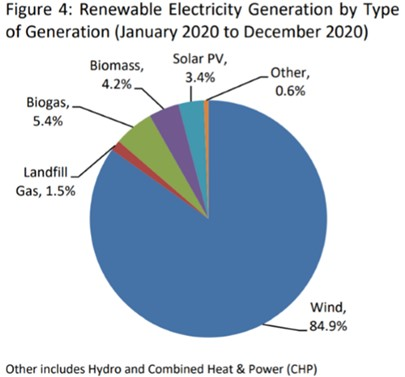 Figure 4: Renewable Electricity Generation by Type
of Generation (January 2020 to December 2020)
Solar PV,
3.4%
Other,
0.6%
Biomass,
4.2%
Biogas,
5.4%
Landfill
Gas, 1.5%
Wind,
84.9%
Other includes Hydro and Combined Heat & Power (CHP)